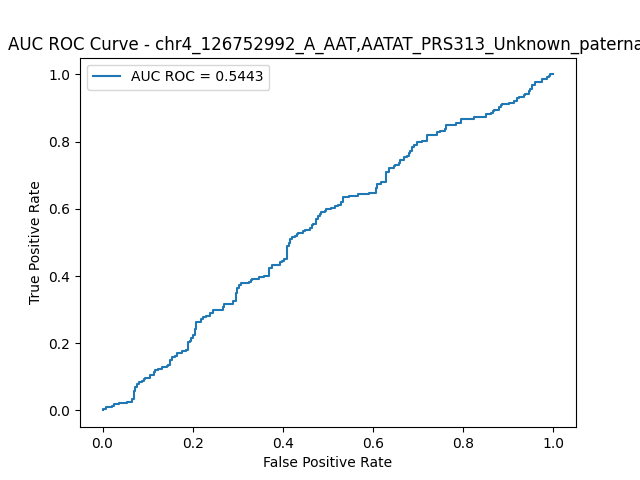 AUC ROC Curve - chr4_126752992_A_AAT,AATAT_PRS313_Unknown_paterna
AUC ROC = 0.5443
1.0
0.8
0.6
0.4
0.2
0.0
True Positive Rate
0.0 0.2 0.4 0.6 0.8 1.0
False Positive Rate